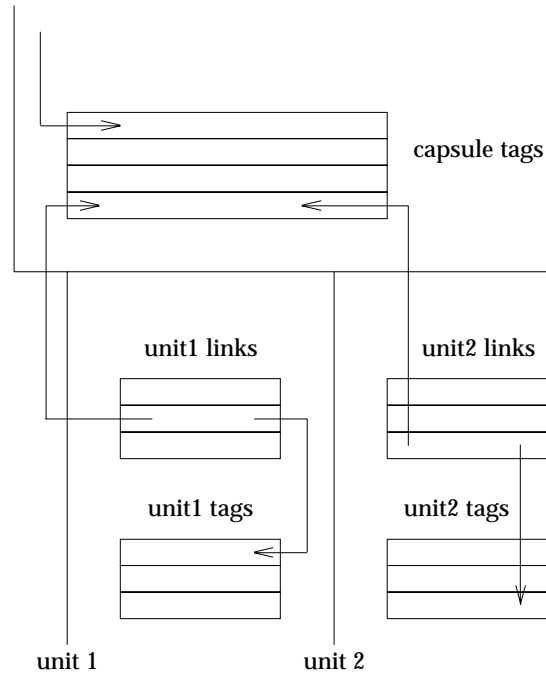 capsule tags
unit1 links
unit2 links
unit1 tags
unit2 tags
unit 1
unit 2